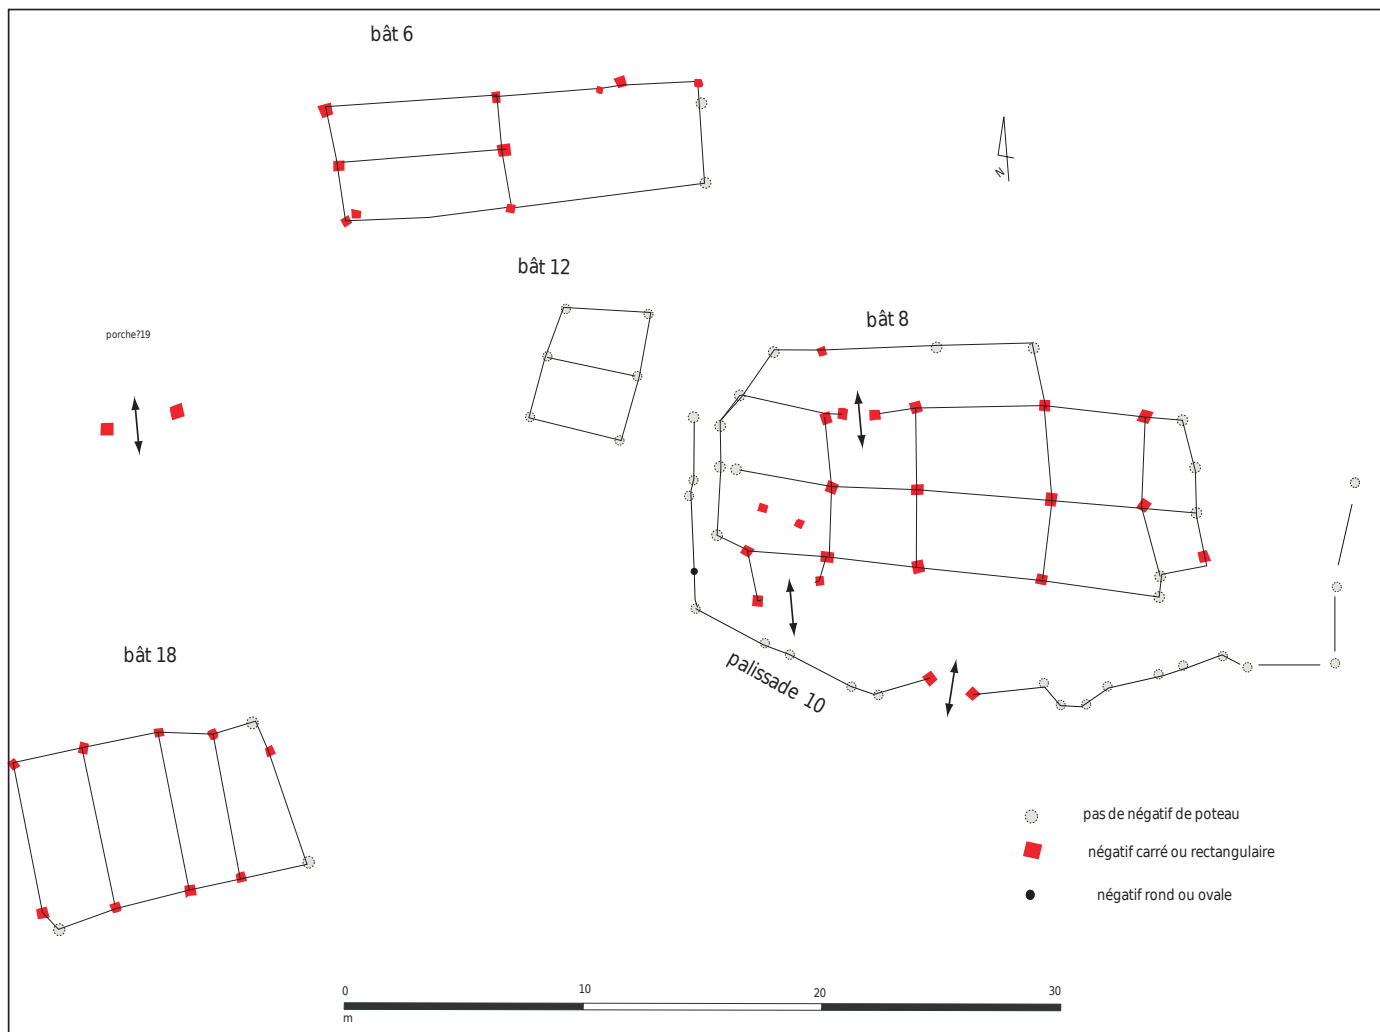 bât 6
N
bât 12
bât 8
porche?19
bât 18
palissade 10
pas de négatif de poteau
négatif carré ou rectangulaire
négatif rond ou ovale
0 10 20 30
m